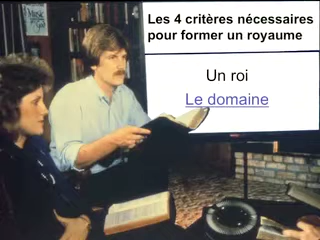 Les 4 critères nécessaires
pour former un royaume
Un roi
Le domaine